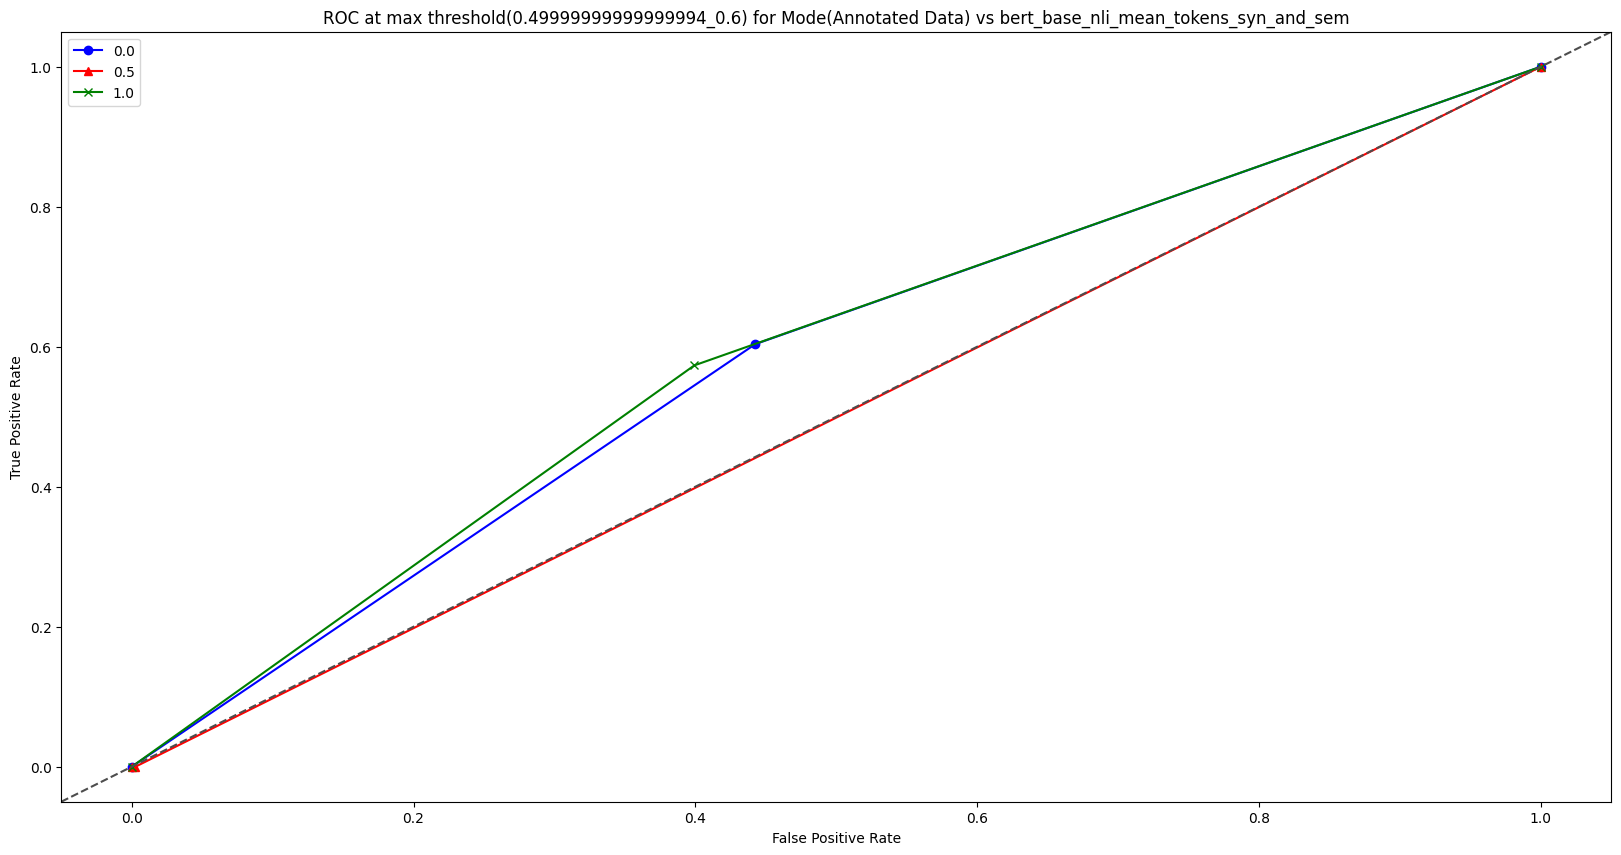 ROC at max threshold(0.49999999999999994_0.6) for Mode(Annotated Data) vs bert_base_nli_mean_tokens_syn_and_sem
0.0
0.5
1.0
1.0
0.8
0.6
0.4
0.2
0.0
True Positive Rate
0.0 0.2 0.4 0.6 0.8 1.0
False Positive Rate